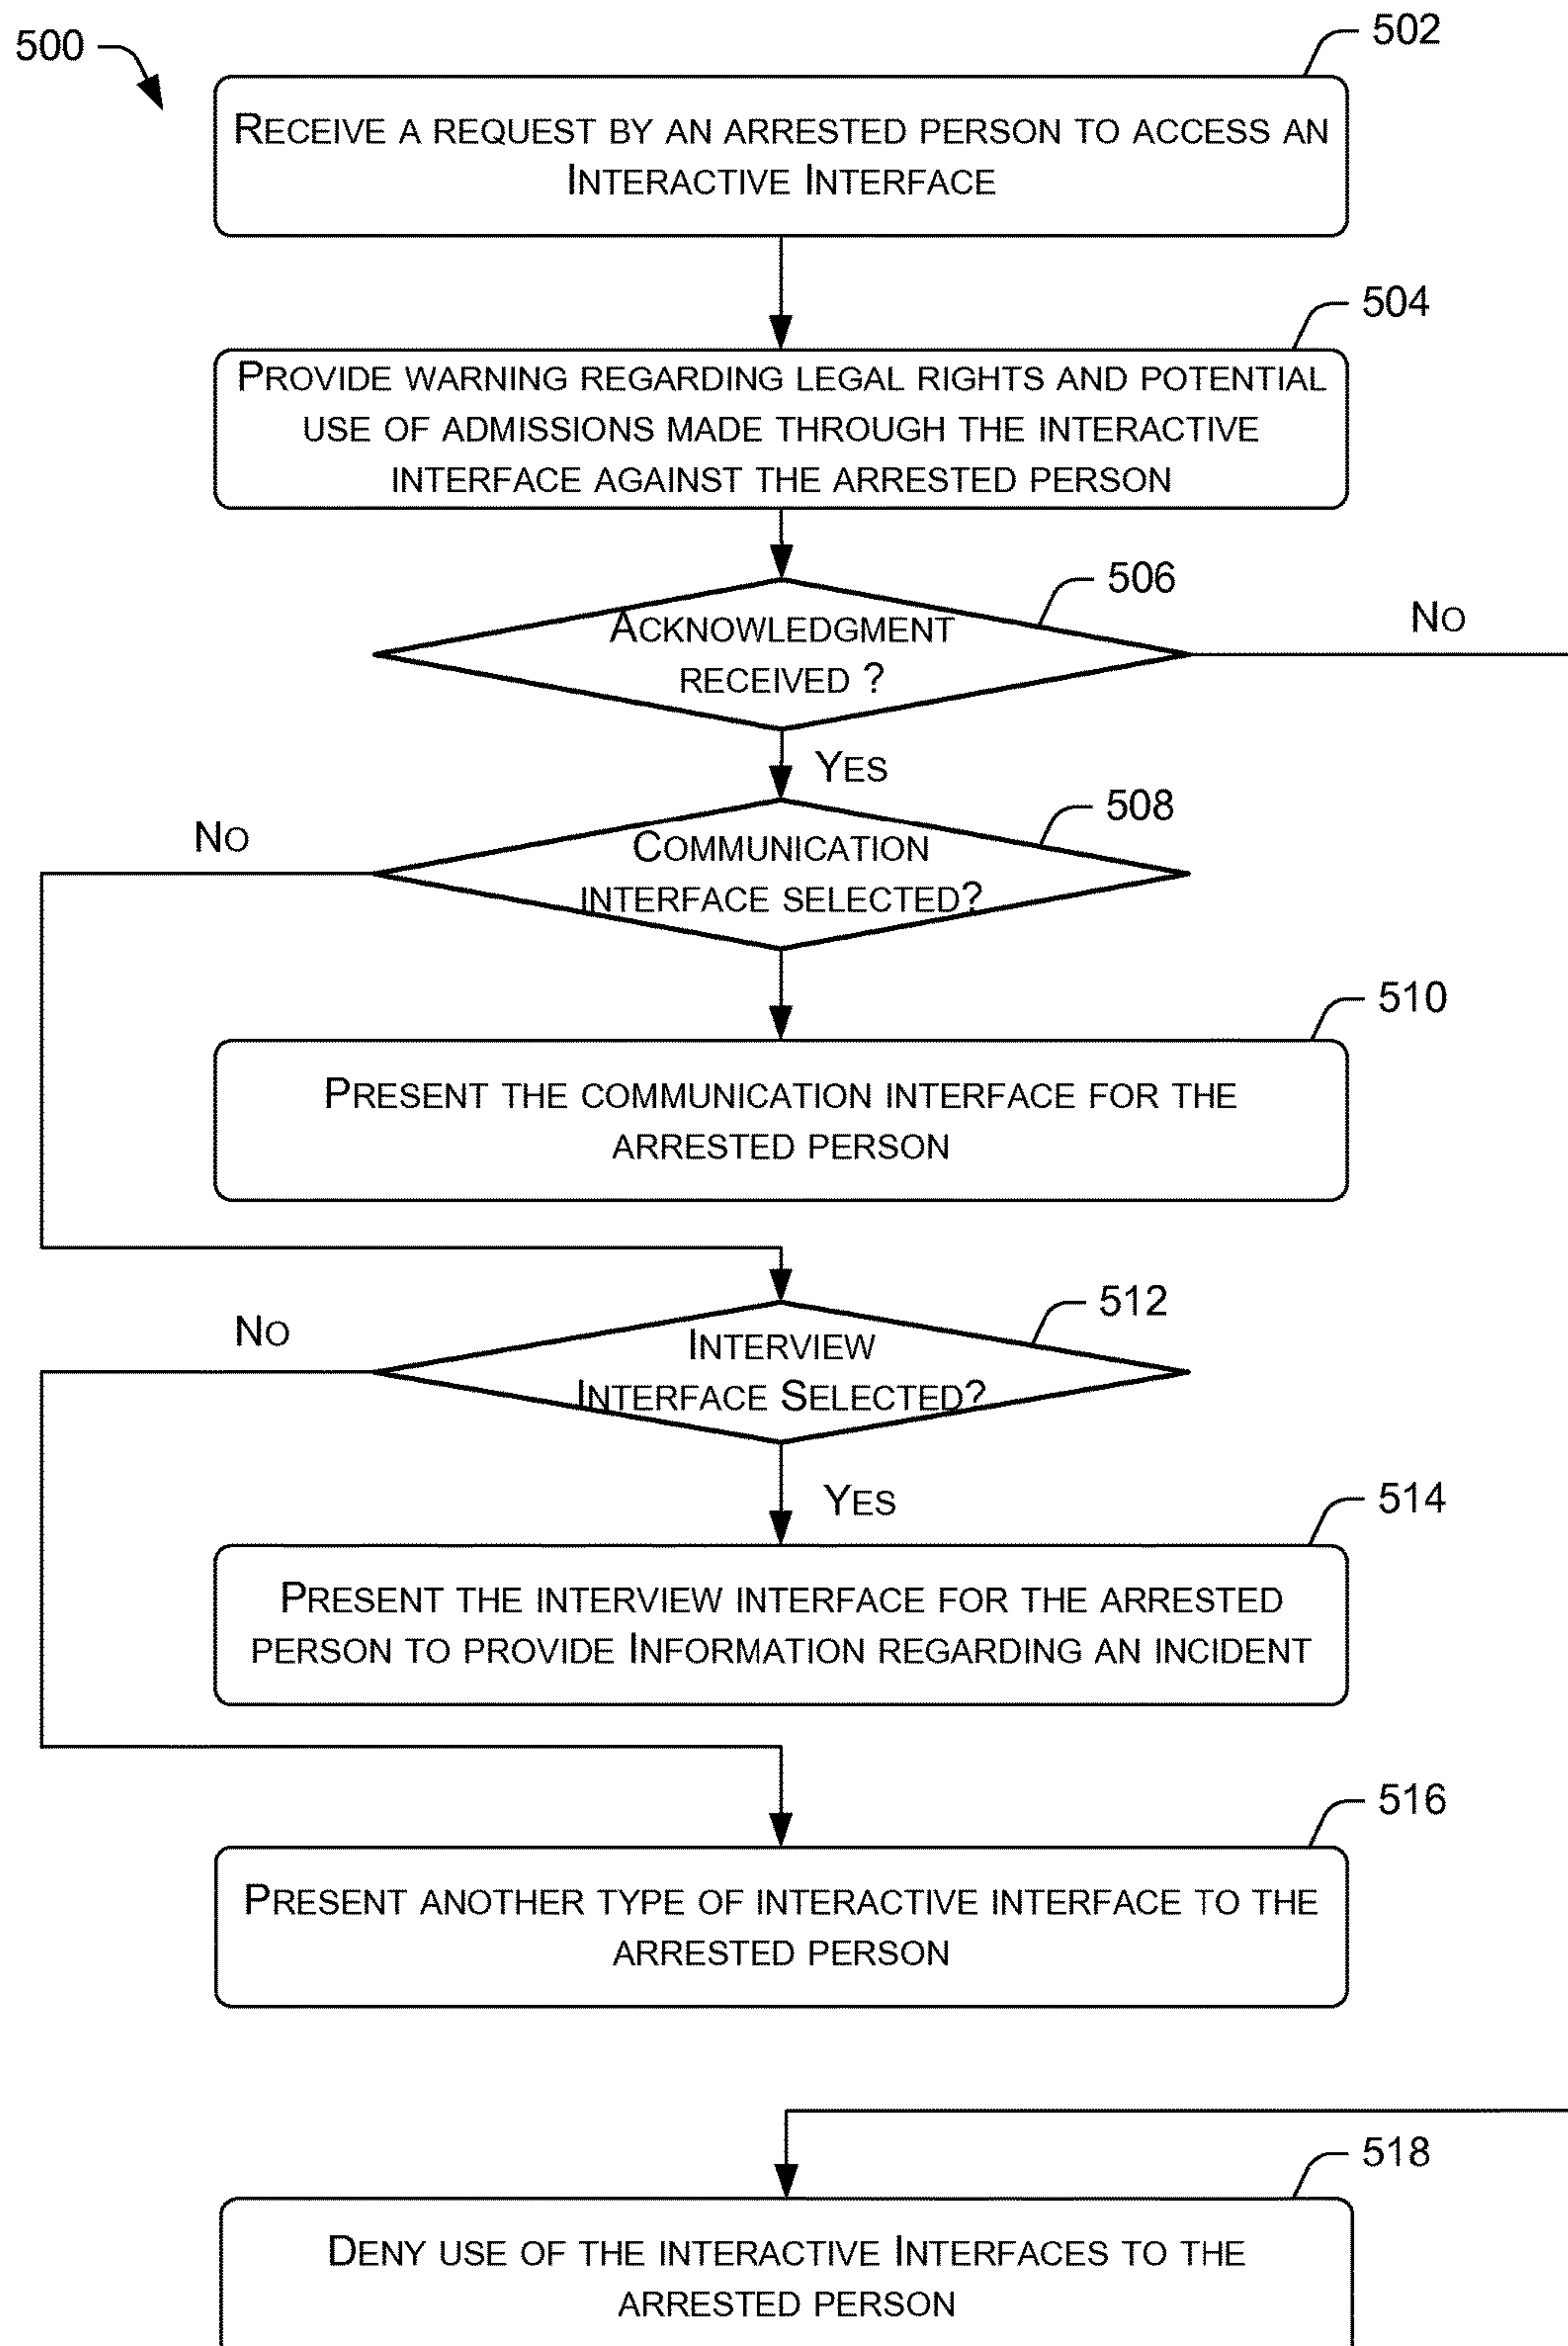 500
502
RECEIVE A REQUEST BY AN ARRESTED PERSON TO ACCESS AN
INTERACTIVE INTERFACE
504
PROVIDE WARNING REGARDING LEGAL RIGHTS AND POTENTIAL
USE OF ADMISSIONS MADE THROUGH THE INTERACTIVE
INTERFACE AGAINST THE ARRESTED PERSON
506
ACKNOWLEDGMENT
RECEIVED ?
NO
YES
508
COMMUNICATION
INTERFACE SELECTED?
NO
510
PRESENT THE COMMUNICATION INTERFACE FOR THE
ARRESTED PERSON
512
INTERVIEW
INTERFACE SELECTED?
NO
YES
514
PRESENT THE INTERVIEW INTERFACE FOR THE ARRESTED
PERSON TO PROVIDE INFORMATION REGARDING AN INCIDENT
516
PRESENT ANOTHER TYPE OF INTERACTIVE INTERFACE TO THE
ARRESTED PERSON
518
DENY USE OF THE INTERACTIVE INTERFACES TO THE
ARRESTED PERSON